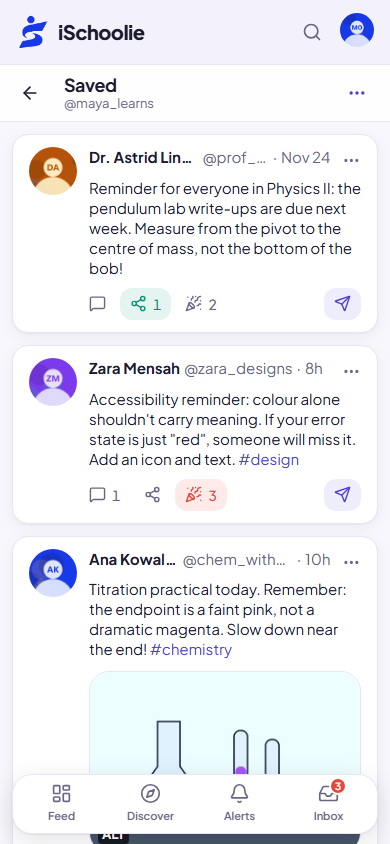 iSchoolie
MO
Saved
@maya_learns
DA
Dr. Astrid Lin... @prof_... · Nov 24
Reminder for everyone in Physics II: the
pendulum lab write-ups are due next
week. Measure from the pivot to the
centre of mass, not the bottom of the
bob!
1 2
ZM
Zara Mensah @zara_designs · 8h
Accessibility reminder: colour alone
shouldn't carry meaning. If your error
state is just "red", someone will miss it.
Add an icon and text. #design
1 3
AK
Ana Kowal... @chem_with... · 10h
Titration practical today. Remember:
the endpoint is a faint pink, not a
dramatic magenta. Slow down near
the end! #chemistry
3
Feed Discover Alerts Inbox
ALT